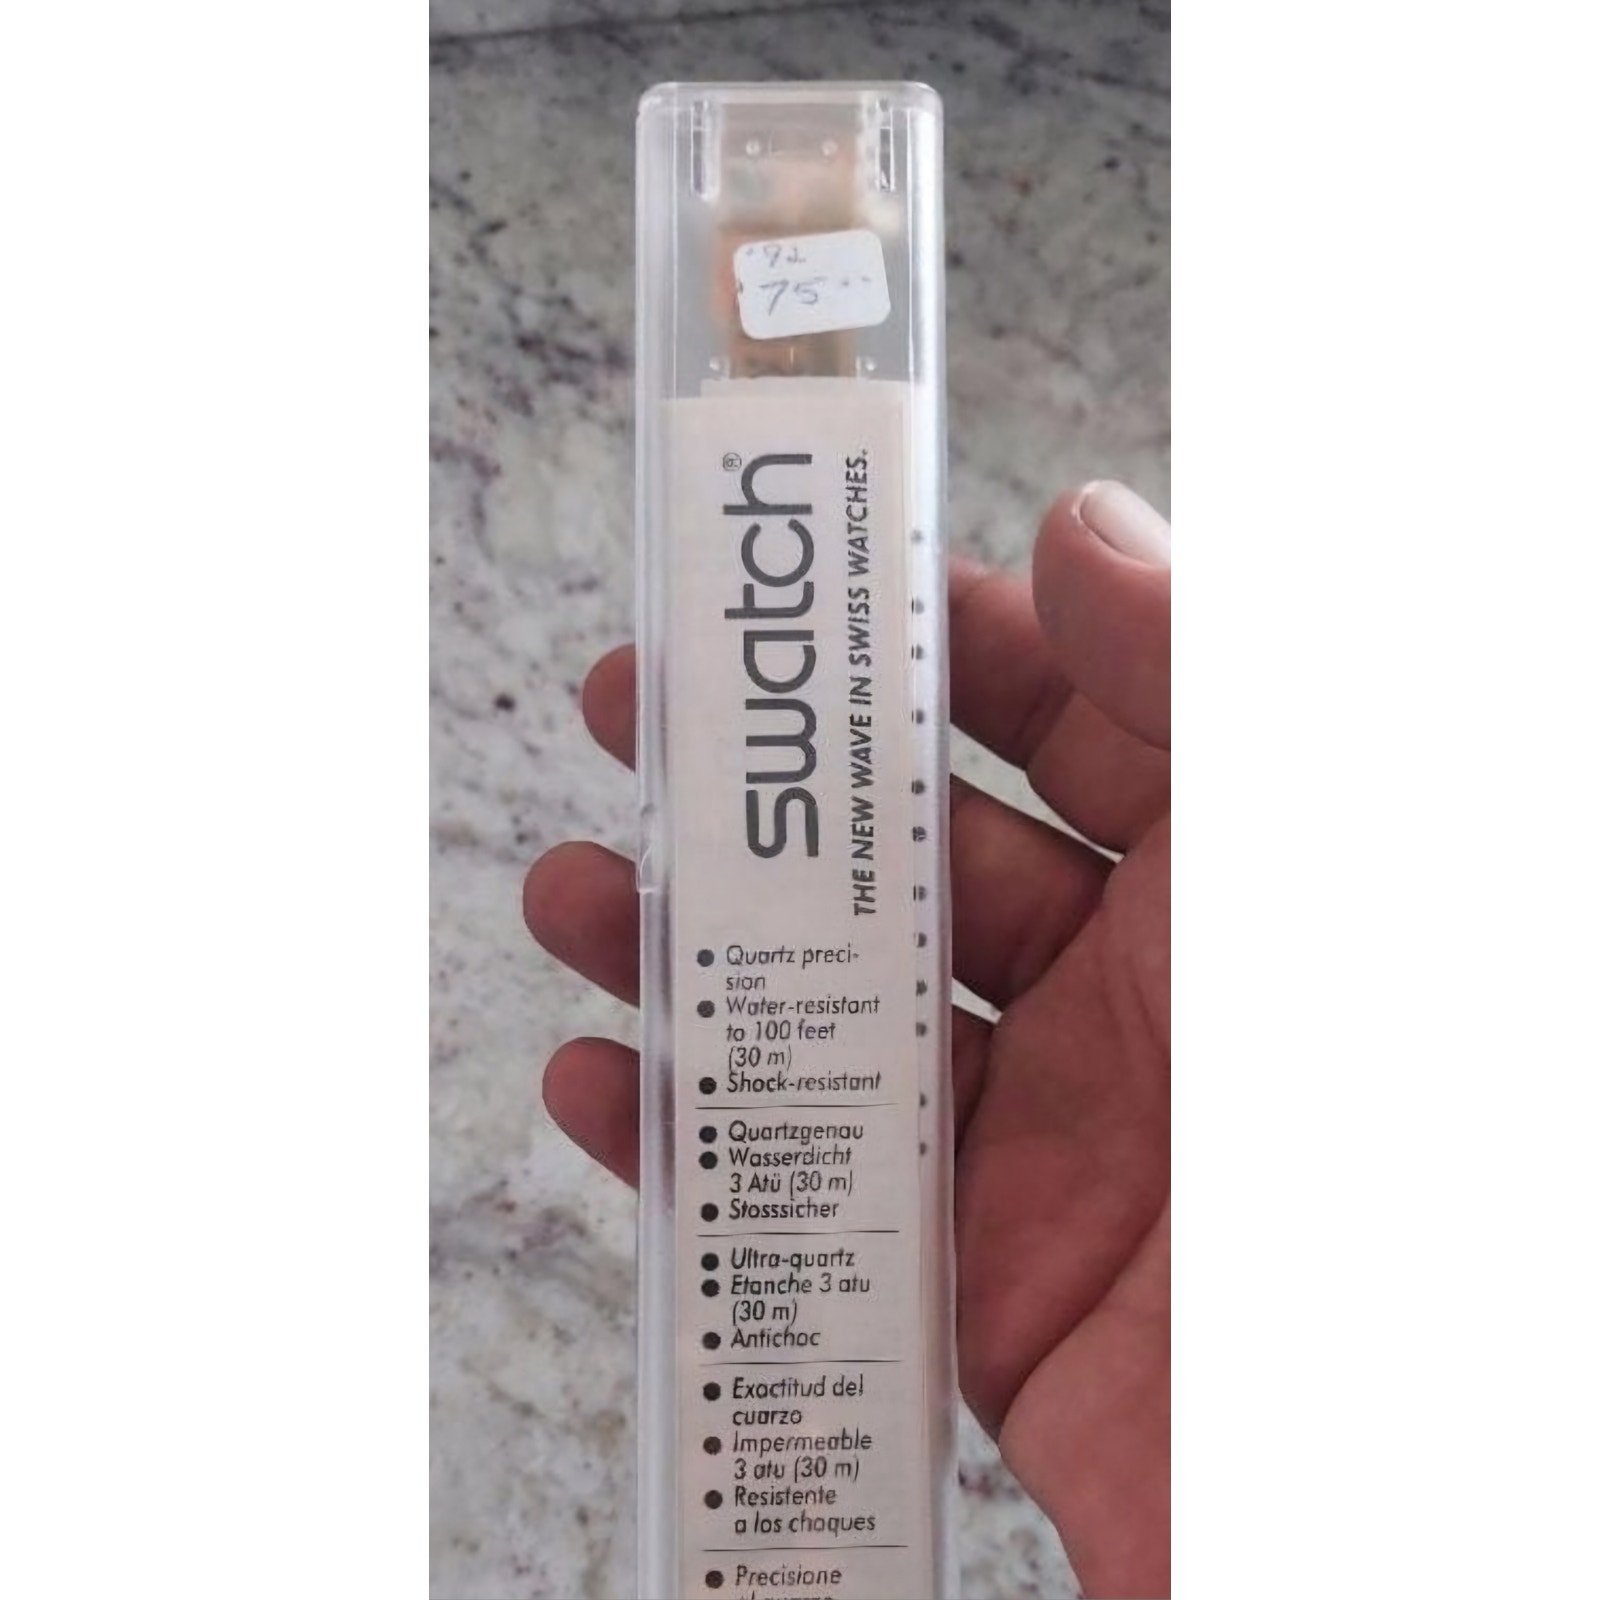 '92
75
swatch®
THE NEW WAVE IN SWISS WATCHES.
● Quartz preci-
sion
● Water-resistant
to 100 feet
(30 m)
● Shock-resistant
● Quartzgenau
● Wasserdicht
3 Atü (30 m)
● Stosssicher
● Ultra-quartz
● Etanche 3 atu
(30 m)
● Antichoc
● Exactitud del
cuarzo
● Impermeable
3 atu (30 m)
● Resistente
a los choques
● Precisione